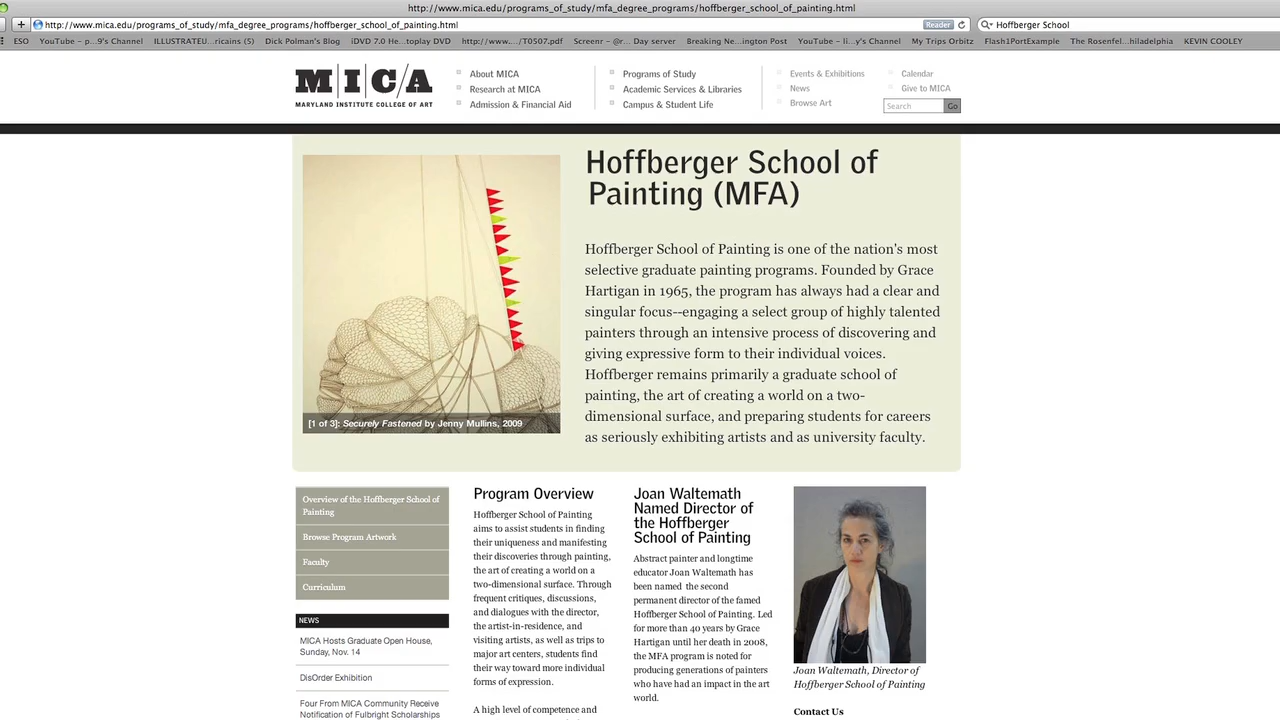 http://www.mica.edu/programs_of_study/mfa_degree_programs/hoffberger_school_of_painting.html
http://www.mica.edu/programs_of_study/mfa_degree_programs/hoffberger_school_of_painting.html
Reader
Hoffberger School
ESO YouTube – p...9's Channel ILLUSTRATEU...ricains (5) Dick Polman's Blog iDVD 7.0 He...toplay DVD http://www..../T0507.pdf Screenr – @r... Day server Breaking Ne...ington Post YouTube – li...y's Channel My Trips Orbitz Flash1PortExample The Rosenfel...hiladelphia KEVIN COOLEY
M|I|C/A
MARYLAND INSTITUTE COLLEGE OF ART
About MICA
Research at MICA
Admission & Financial Aid
Programs of Study
Academic Services & Libraries
Campus & Student Life
Events & Exhibitions
News
Browse Art
Calendar
Give to MICA
Search Go
Hoffberger School of
Painting (MFA)
Hoffberger School of Painting is one of the nation's most
selective graduate painting programs. Founded by Grace
Hartigan in 1965, the program has always had a clear and
singular focus--engaging a select group of highly talented
painters through an intensive process of discovering and
giving expressive form to their individual voices.
Hoffberger remains primarily a graduate school of
painting, the art of creating a world on a two-
dimensional surface, and preparing students for careers
as seriously exhibiting artists and as university faculty.
[1 of 3]: Securely Fastened by Jenny Mullins, 2009
Overview of the Hoffberger School of
Painting
Browse Program Artwork
Faculty
Curriculum
NEWS
MICA Hosts Graduate Open House,
Sunday, Nov. 14
DisOrder Exhibition
Four From MICA Community Receive
Notification of Fulbright Scholarships
Program Overview
Hoffberger School of Painting
aims to assist students in finding
their uniqueness and manifesting
their discoveries through painting,
the art of creating a world on a
two-dimensional surface. Through
frequent critiques, discussions,
and dialogues with the director,
the artist-in-residence, and
visiting artists, as well as trips to
major art centers, students find
their way toward more individual
forms of expression.
A high level of competence and
Joan Waltemath
Named Director of
the Hoffberger
School of Painting
Abstract painter and longtime
educator Joan Waltemath has
been named the second
permanent director of the famed
Hoffberger School of Painting. Led
for more than 40 years by Grace
Hartigan until her death in 2008,
the MFA program is noted for
producing generations of painters
who have had an impact in the art
world.
Joan Waltemath, Director of
Hoffberger School of Painting
Contact Us